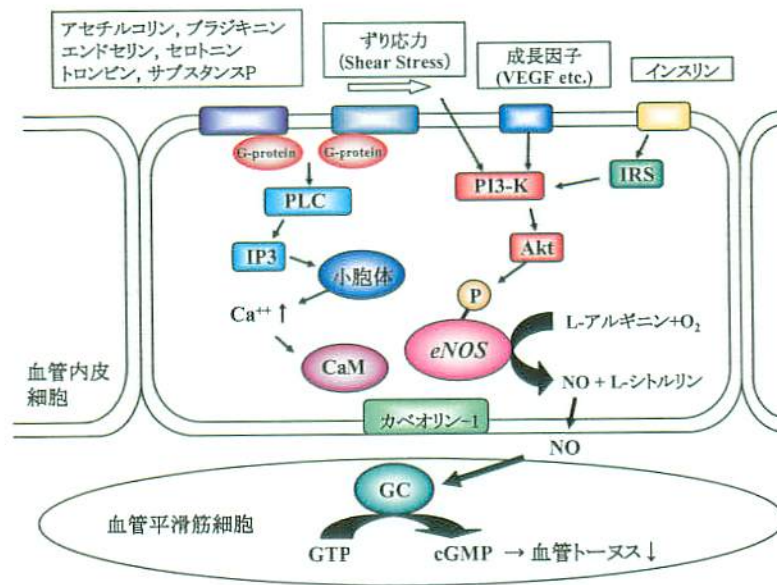 アセチルコリン, ブラジキニン
エンドセリン, セロトニン
トロンビン, サブスタンスP
ずり応力
(Shear Stress)
成長因子
(VEGF etc.)
インスリン
G-protein
G-protein
PLC
PI3-K
IRS
IP3
小胞体
Akt
P
Ca⁺⁺ ↑
CaM
eNOS
L-アルギニン+O₂
NO + L-シトルリン
血管内皮
細胞
カベオリン-1
NO
GC
血管平滑筋細胞
GTP
cGMP → 血管トーヌス↓